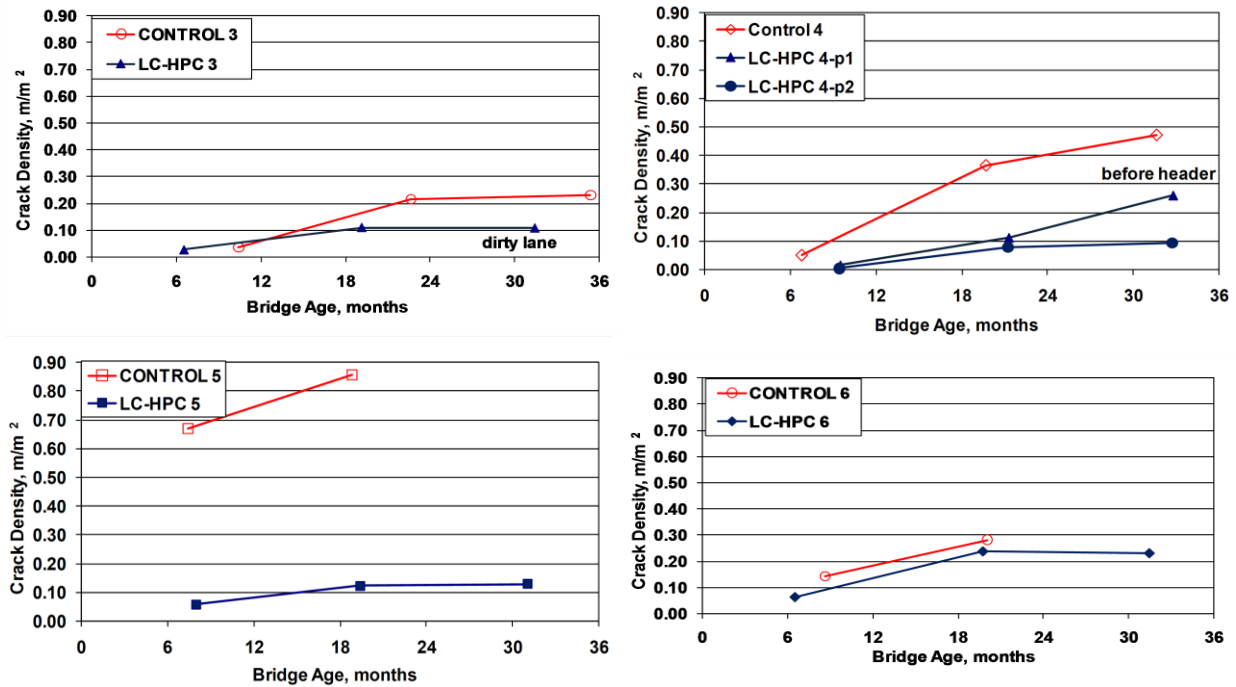 CONTROL 3
LC-HPC 3
Crack Density, m/m 2
0.90
0.80
0.70
0.60
0.50
0.40
0.30
0.20
0.10
0.00
dirty lane
0 6 12 18 24 30 36
Bridge Age, months
Control 4
LC-HPC 4-p1
LC-HPC 4-p2
Crack Density, m/m 2
0.90
0.80
0.70
0.60
0.50
0.40
0.30
0.20
0.10
0.00
before header
0 6 12 18 24 30 36
Bridge Age, months
CONTROL 5
LC-HPC 5
Crack Density, m/m 2
0.90
0.80
0.70
0.60
0.50
0.40
0.30
0.20
0.10
0.00
0 6 12 18 24 30 36
Bridge Age, months
CONTROL 6
LC-HPC 6
Crack Density, m/m 2
0.90
0.80
0.70
0.60
0.50
0.40
0.30
0.20
0.10
0.00
0 6 12 18 24 30 36
Bridge Age, months